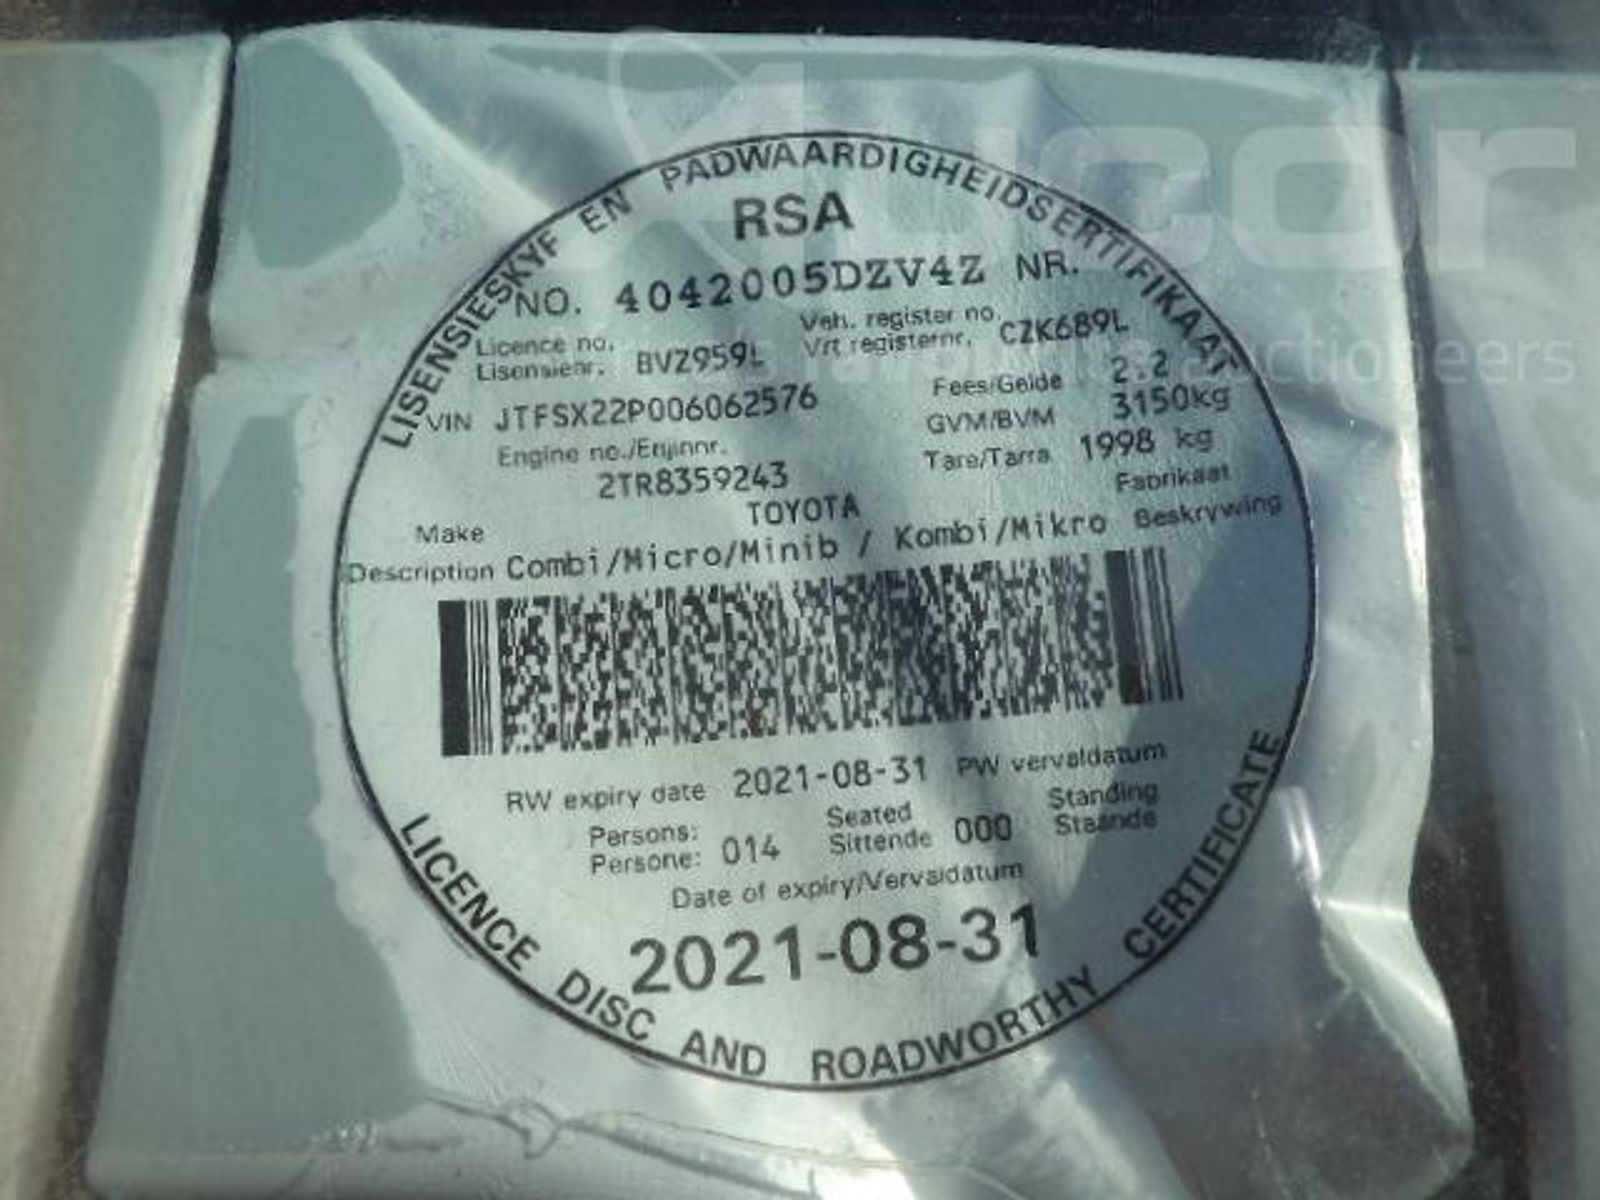 LISENSIESKYF EN PADWAARDIGHEIDSERTIFIKAAT
RSA
NO. 4042005DZV4Z NR.
Licence no. BVZ959L Veh. register no. CZK689L
Lisensienr. Vrt registernr.
VIN JTFSX22P006062576 Fees/Gelde 2.2
Engine no./Enjinnr. GVM/BVM 3150kg
2TR8359243 Tare/Tarra 1998 kg
Make TOYOTA Fabrikaat
Description Combi/Micro/Minib / Kombi/Mikro Beskrywing
RW expiry date 2021-08-31 PW vervaldatum
Persons: 014 Seated 000 Standing
Persone: Sittende Staande
Date of expiry/Vervaldatum
2021-08-31
LICENCE DISC AND ROADWORTHY CERTIFICATE
ucor
auctioneers